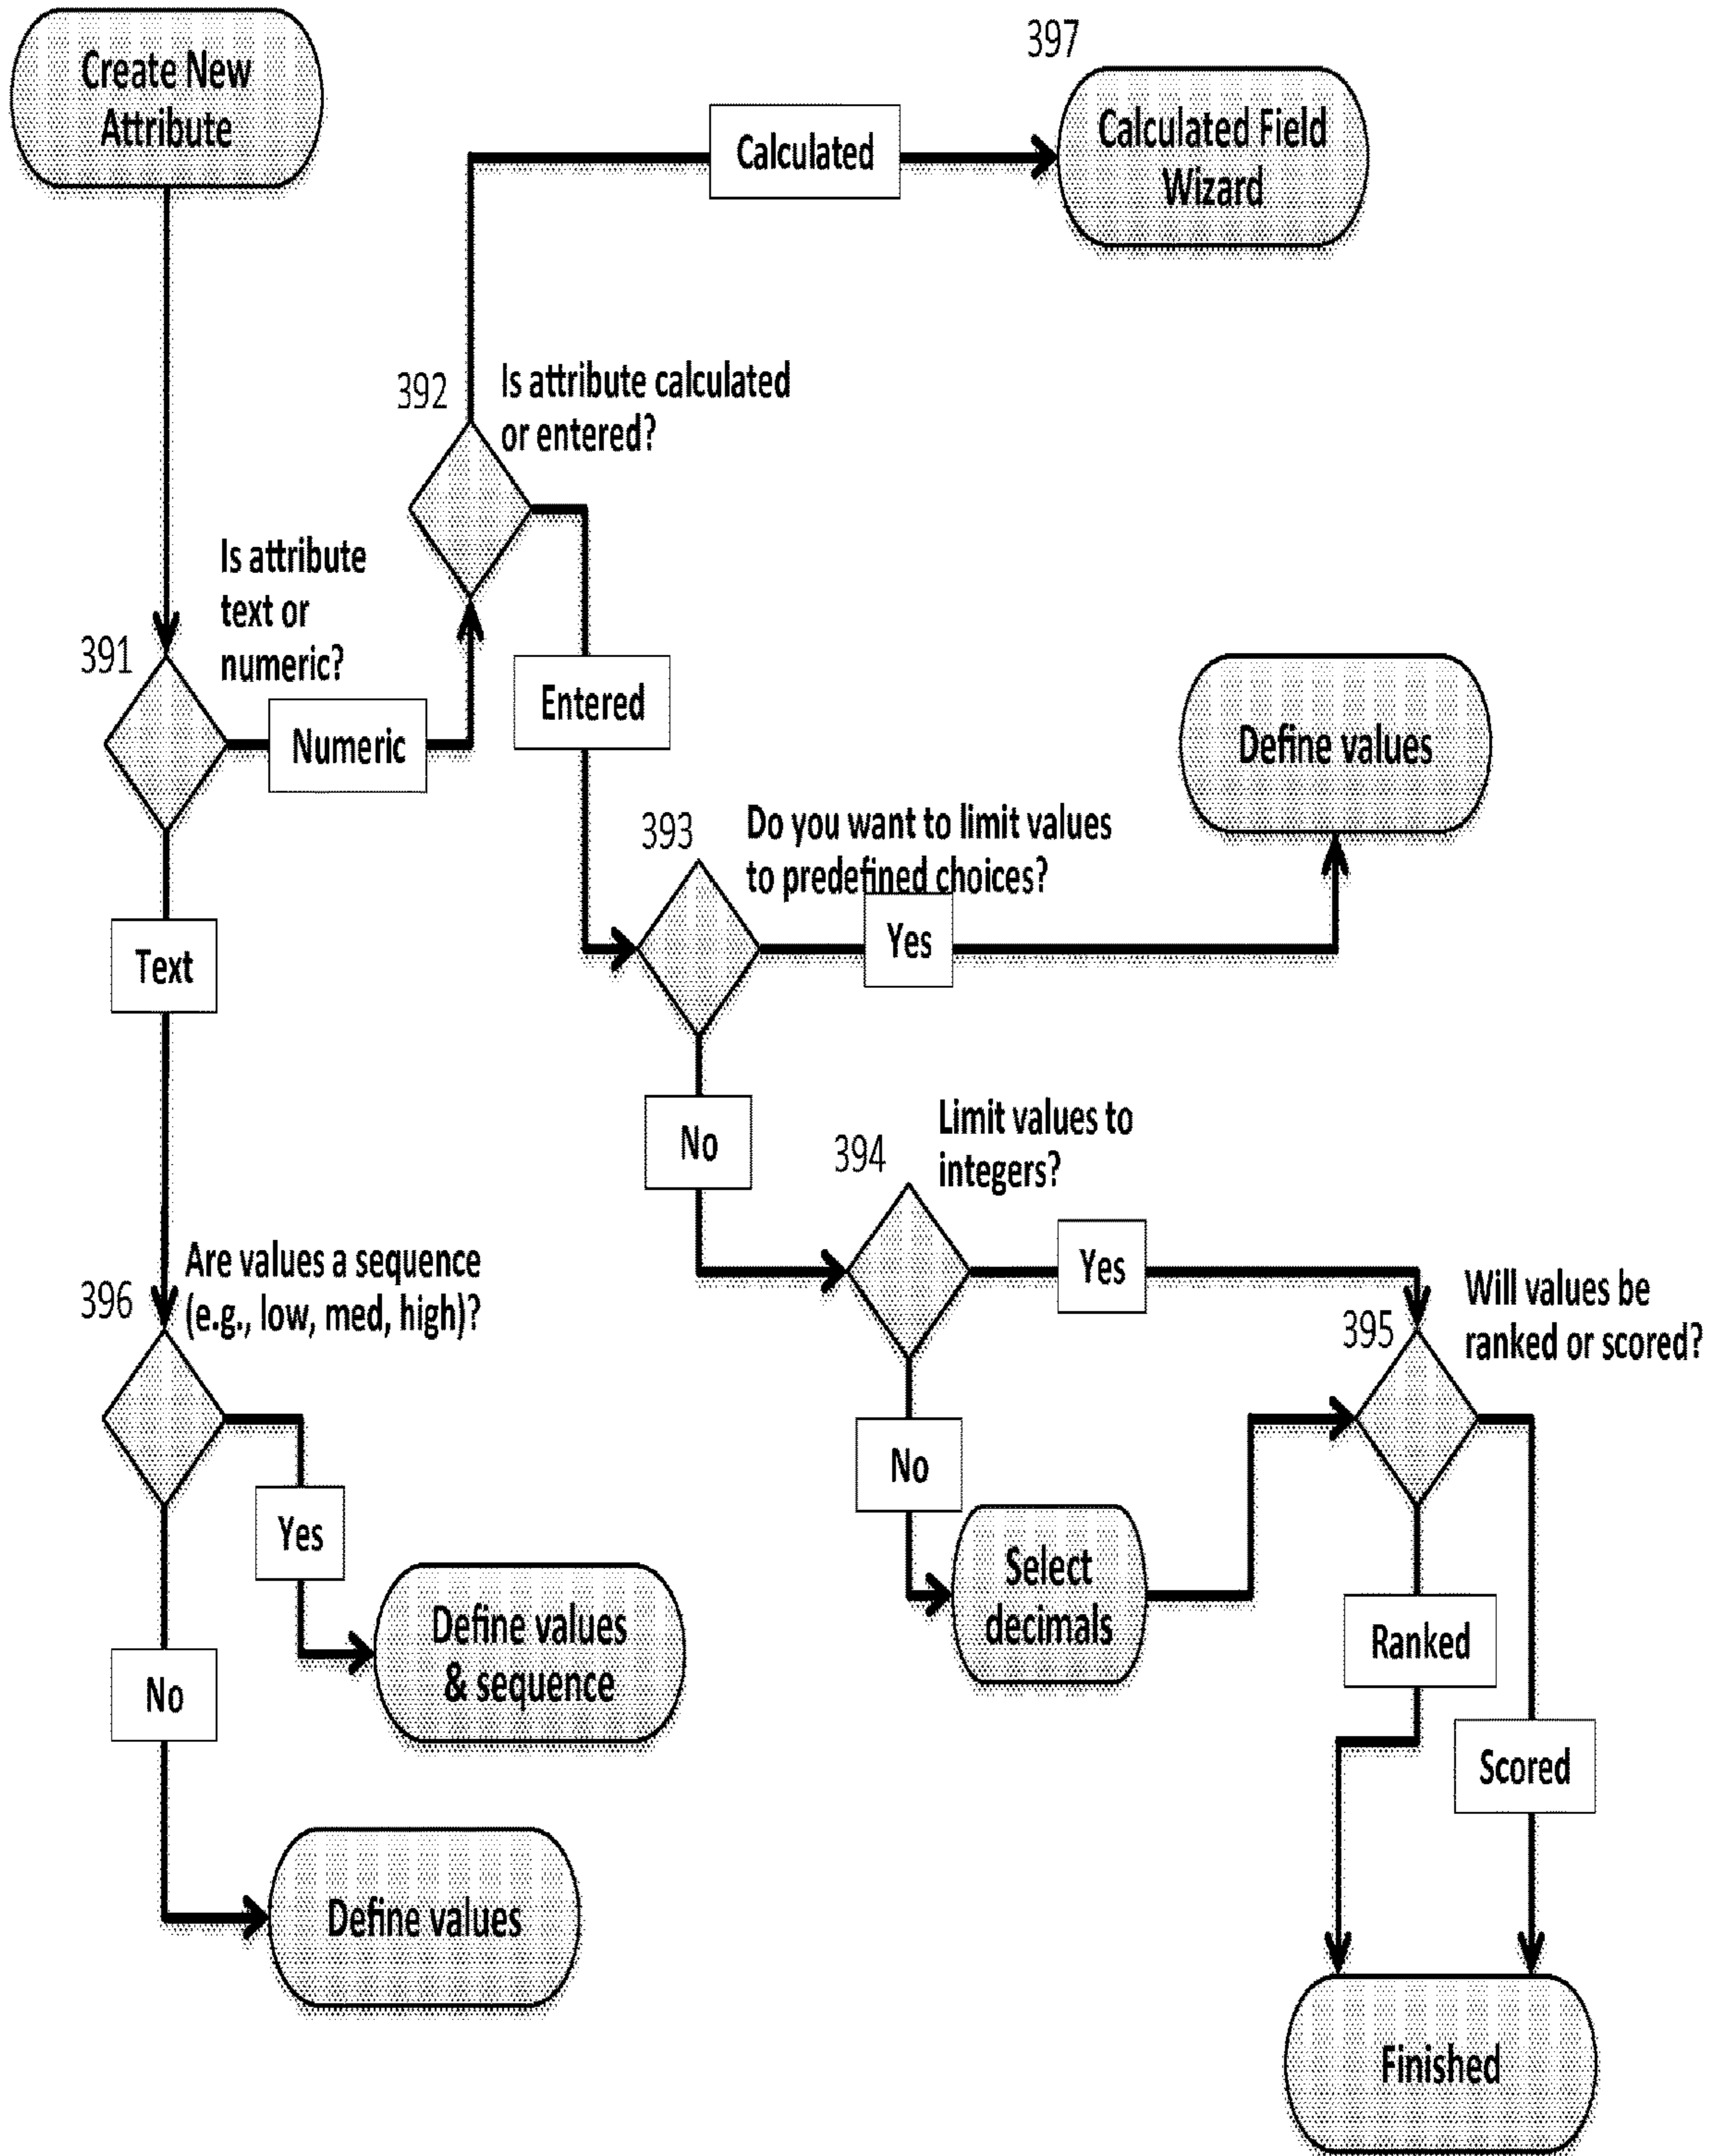 Create New
Attribute
397
Calculated Field
Wizard
Calculated
392
Is attribute calculated
or entered?
391
Is attribute
text or
numeric?
Numeric
Entered
Define values
393
Do you want to limit values
to predefined choices?
Yes
Text
No
394
Limit values to
integers?
Yes
395
Will values be
ranked or scored?
396
Are values a sequence
(e.g., low, med, high)?
Yes
No
Select
decimals
Ranked
Scored
Define values
& sequence
No
Define values
Finished